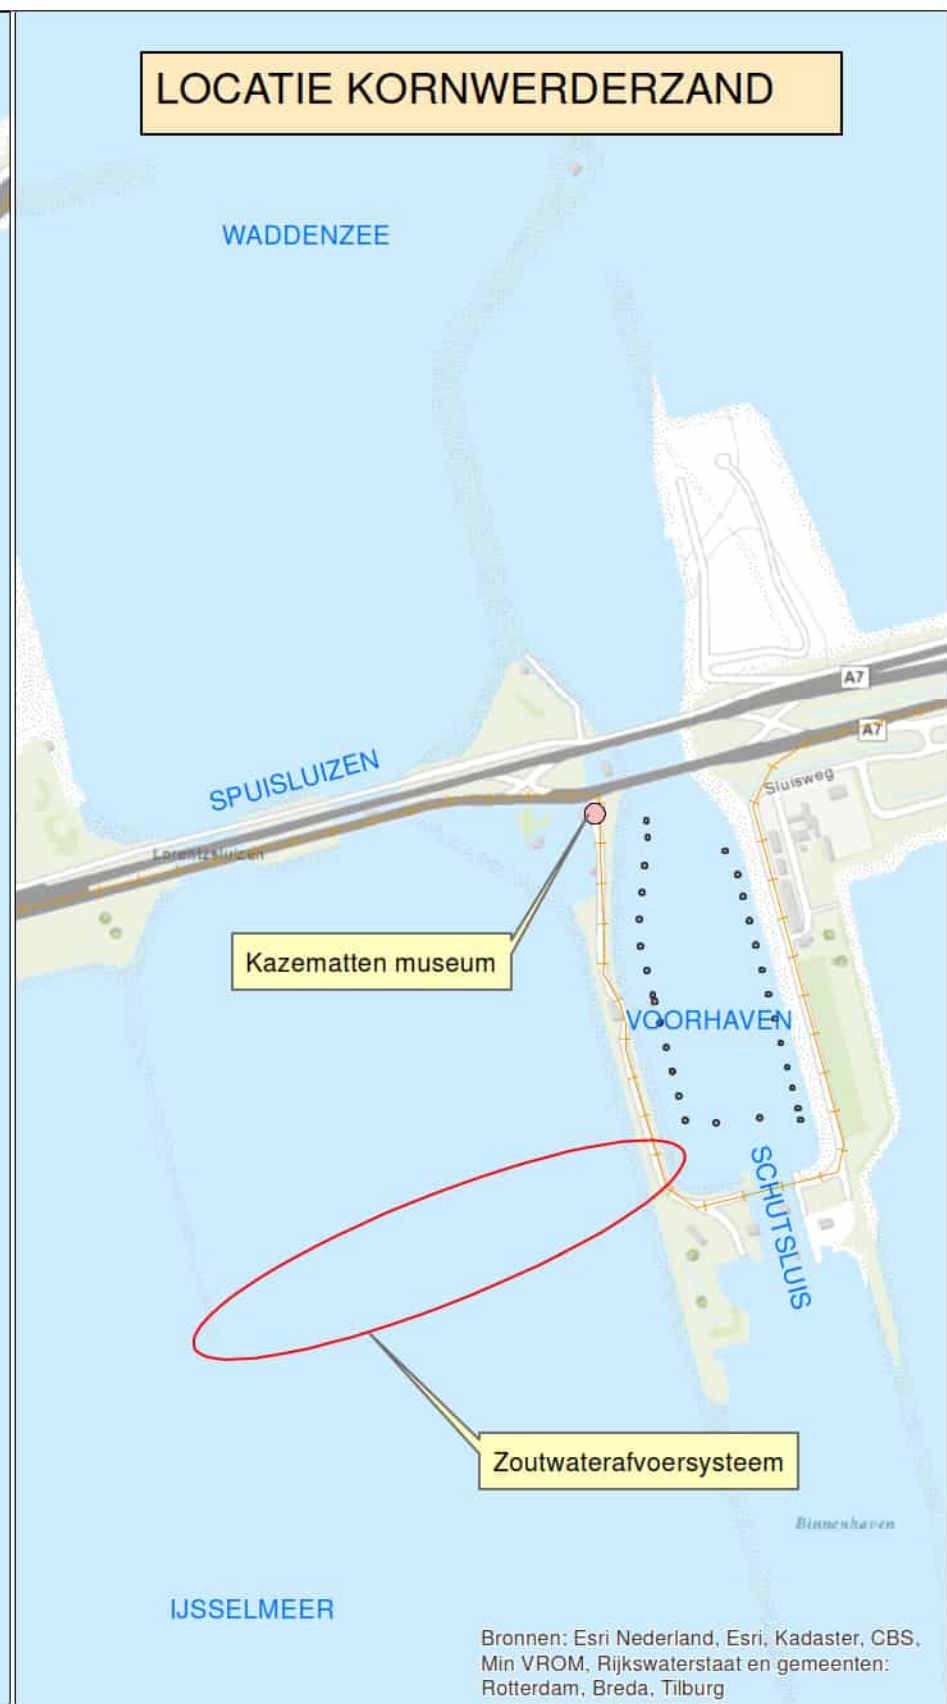 LOCATIE KORNWERDERZAND
WADDENZEE
A7
A7
SPUISLUIZEN
Sluisweg
Lorentzsluizen
Kazematten museum
VOORHAVEN
SCHUTSLUIS
Zoutwaterafvoersysteem
Binnenhaven
IJSSELMEER
Bronnen: Esri Nederland, Esri, Kadaster, CBS,
Min VROM, Rijkswaterstaat en gemeenten:
Rotterdam, Breda, Tilburg